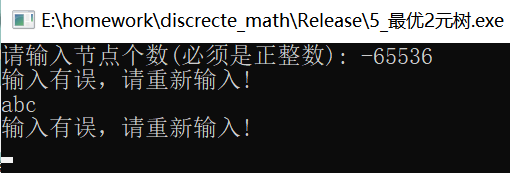 E:\homework\discrecte_math\Release\5_最优2元树.exe
请输入节点个数(必须是正整数): -65536
输入有误，请重新输入!
abc
输入有误，请重新输入!